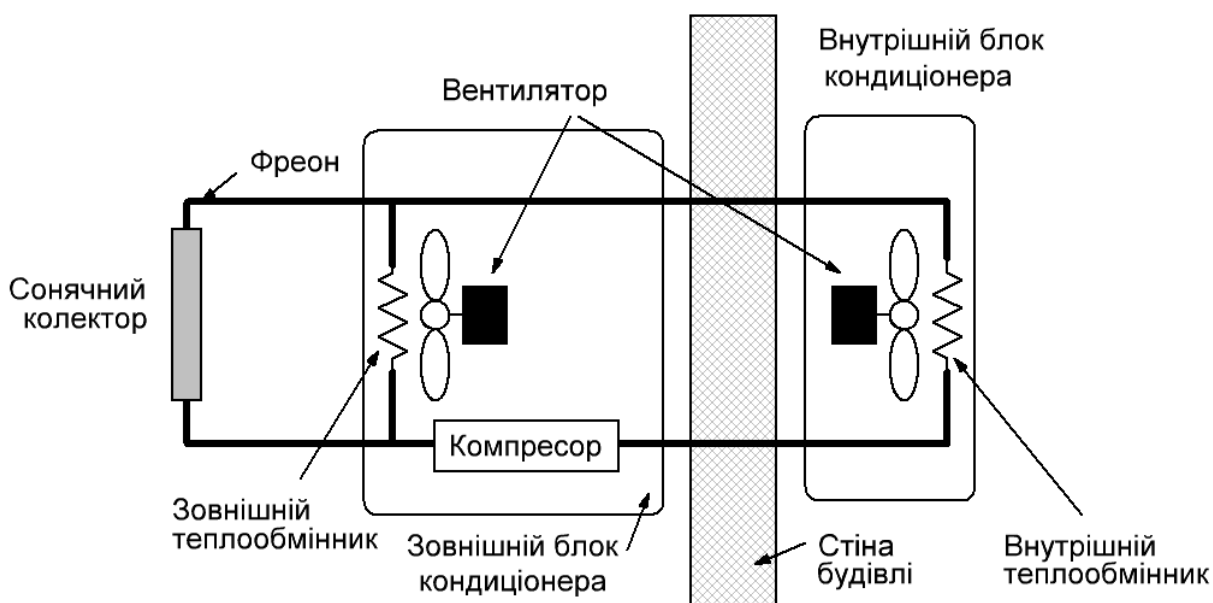 Внутрішній блок
кондиціонера
Вентилятор
Фреон
Сонячний
колектор
Компресор
Зовнішній
теплообмінник
Зовнішній блок
кондиціонера
Стіна
будівлі
Внутрішній
теплообмінник